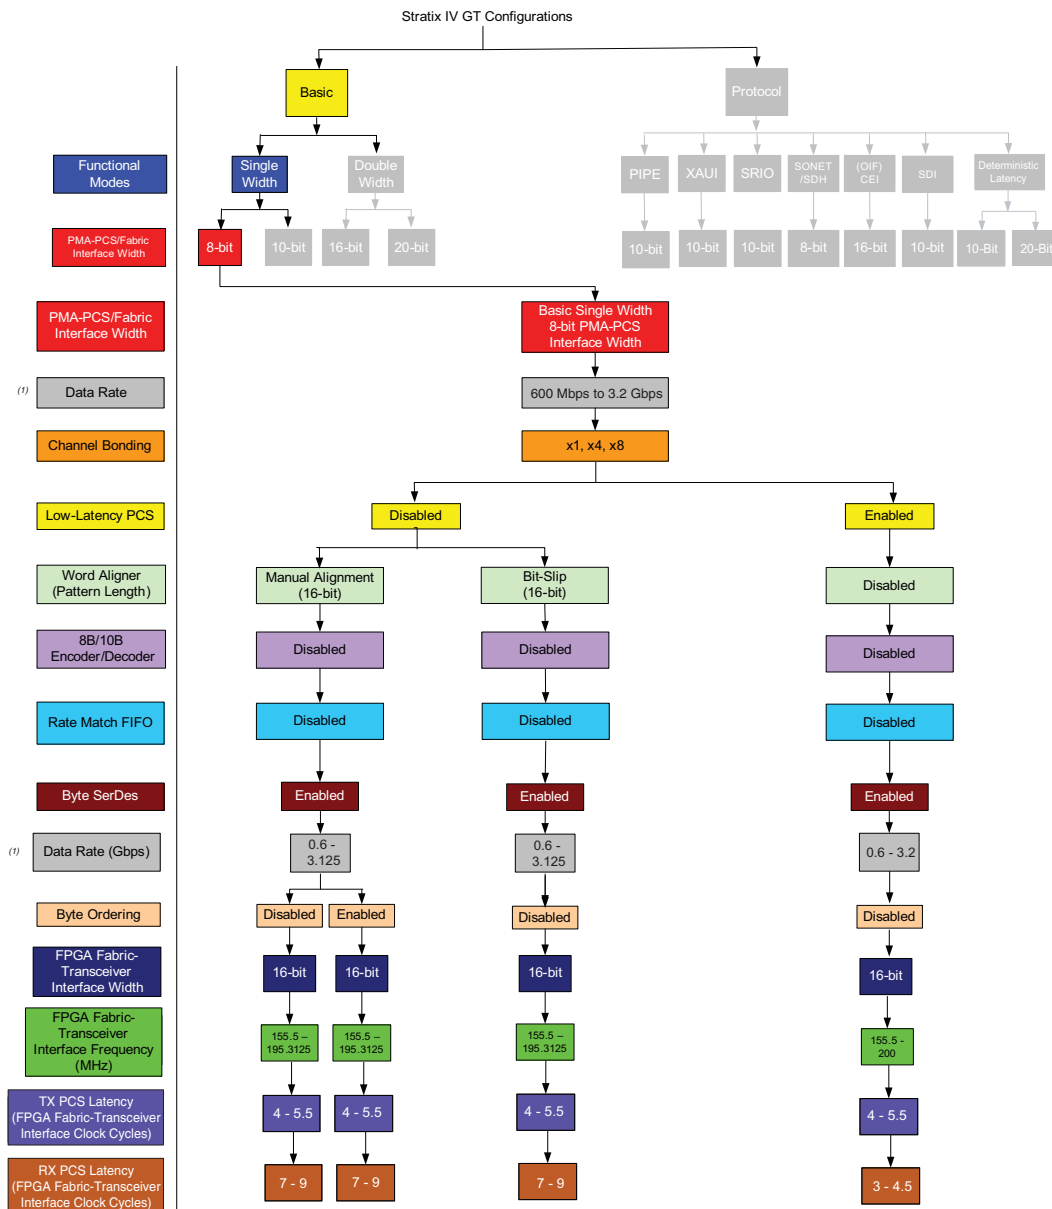 Stratix IV GT Configurations
Basic
Protocol
Functional
Modes
Single
Width
Double
Width
PIPE
XAUI
SRIO
SONET
/SDH
(OIF)
CEI
SDI
Deterministic
Latency
PMA-PCS/Fabric
Interface Width
8-bit
10-bit
16-bit
20-bit
10-bit
10-bit
10-bit
8-bit
16-bit
10-bit
10-Bit
20-Bit
PMA-PCS/Fabric
Interface Width
Basic Single Width
8-bit PMA-PCS
Interface Width
(1)
Data Rate
600 Mbps to 3.2 Gbps
Channel Bonding
x1, x4, x8
Low-Latency PCS
Disabled
Enabled
Word Aligner
(Pattern Length)
Manual Alignment
(16-bit)
Bit-Slip
(16-bit)
Disabled
8B/10B
Encoder/Decoder
Disabled
Disabled
Disabled
Rate Match FIFO
Disabled
Disabled
Disabled
Byte SerDes
Enabled
Enabled
Enabled
(1)
Data Rate (Gbps)
0.6 -
3.125
0.6 -
3.125
0.6 - 3.2
Byte Ordering
Disabled
Enabled
Disabled
Disabled
FPGA Fabric-
Transceiver
Interface Width
16-bit
16-bit
16-bit
16-bit
FPGA Fabric-
Transceiver
Interface Frequency
(MHz)
155.5 –
195.3125
155.5 –
195.3125
155.5 –
195.3125
155.5 -
200
TX PCS Latency
(FPGA Fabric-Transceiver
Interface Clock Cycles)
4 - 5.5
4 - 5.5
4 - 5.5
4 - 5.5
RX PCS Latency
(FPGA Fabric-Transceiver
Interface Clock Cycles)
7 - 9
7 - 9
7 - 9
3 - 4.5